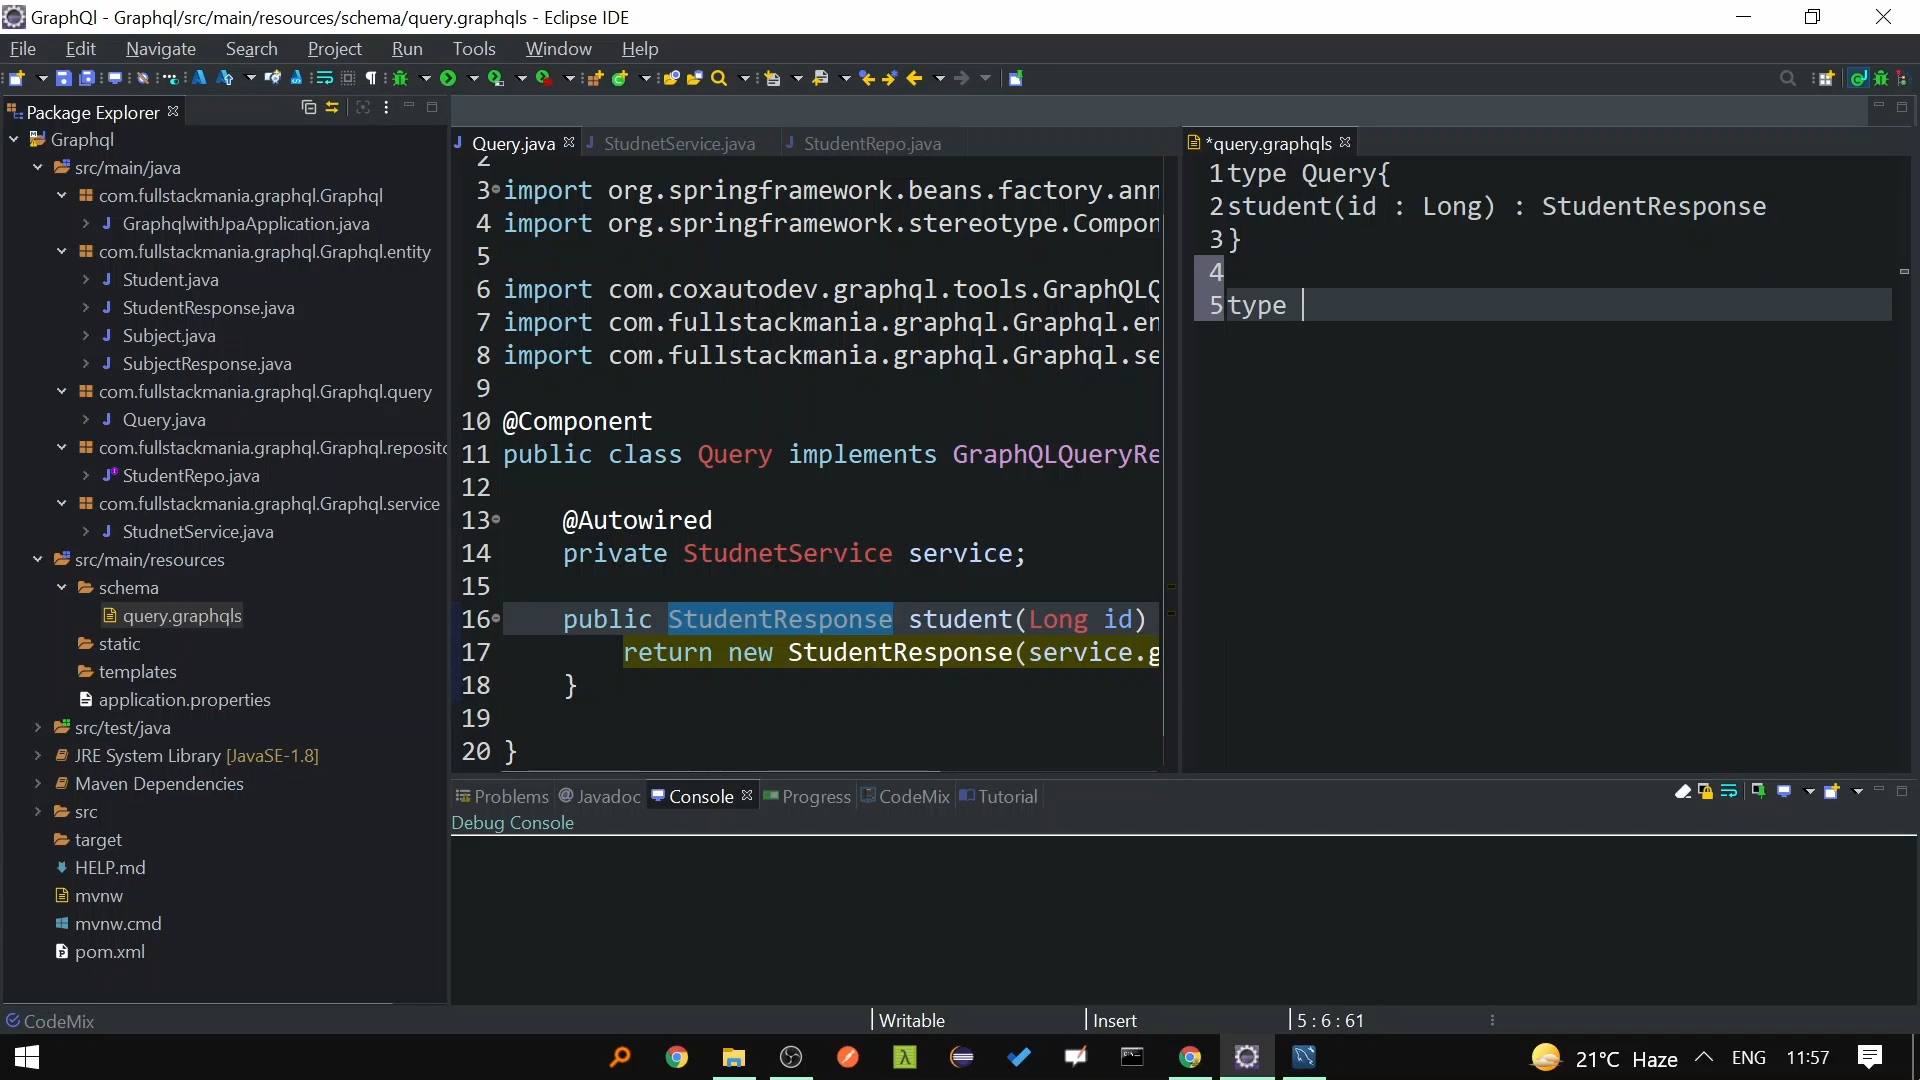 GraphQl - Graphql/src/main/resources/schema/query.graphqls - Eclipse IDE
File Edit Navigate Search Project Run Tools Window Help
Package Explorer
Graphql
src/main/java
com.fullstackmania.graphql.Graphql
GraphqlwithJpaApplication.java
com.fullstackmania.graphql.Graphql.entity
Student.java
StudentResponse.java
Subject.java
SubjectResponse.java
com.fullstackmania.graphql.Graphql.query
Query.java
com.fullstackmania.graphql.Graphql.reposito
StudentRepo.java
com.fullstackmania.graphql.Graphql.service
StudnetService.java
src/main/resources
schema
query.graphqls
static
templates
application.properties
src/test/java
JRE System Library [JavaSE-1.8]
Maven Dependencies
src
target
HELP.md
mvnw
mvnw.cmd
pom.xml
Query.java StudnetService.java StudentRepo.java
2
3 import org.springframework.beans.factory.ann
4 import org.springframework.stereotype.Compon
5
6 import com.coxautodev.graphql.tools.GraphQLQ
7 import com.fullstackmania.graphql.Graphql.en
8 import com.fullstackmania.graphql.Graphql.se
9
10 @Component
11 public class Query implements GraphQLQueryRe
12
13 @Autowired
14 private StudnetService service;
15
16 public StudentResponse student(Long id)
17 return new StudentResponse(service.g
18 }
19
20 }
*query.graphqls
1 type Query{
2 student(id : Long) : StudentResponse
3 }
4
5 type
Problems @ Javadoc Console Progress CodeMix Tutorial
Debug Console
CodeMix Writable Insert 5 : 6 : 61
21°C Haze ENG 11:57